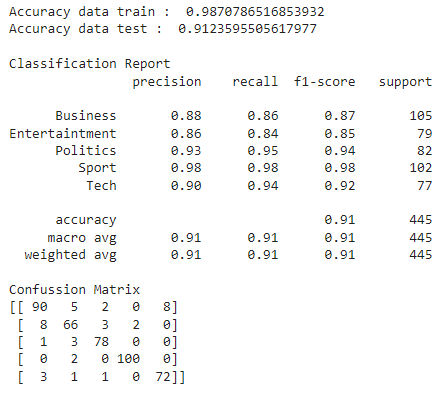 Accuracy data train :  0.9870786516853932
Accuracy data test :  0.9123595505617977
Classification Report
precision    recall  f1-score   support
Business       0.88      0.86      0.87       105
Entertaintment       0.86      0.84      0.85        79
Politics       0.93      0.95      0.94        82
Sport       0.98      0.98      0.98       102
Tech       0.90      0.94      0.92        77
accuracy                           0.91       445
macro avg       0.91      0.91      0.91       445
weighted avg       0.91      0.91      0.91       445
Confussion Matrix
[[ 90   5   2   0   8]
[  8  66   3   2   0]
[  1   3  78   0   0]
[  0   2   0 100   0]
[  3   1   1   0  72]]